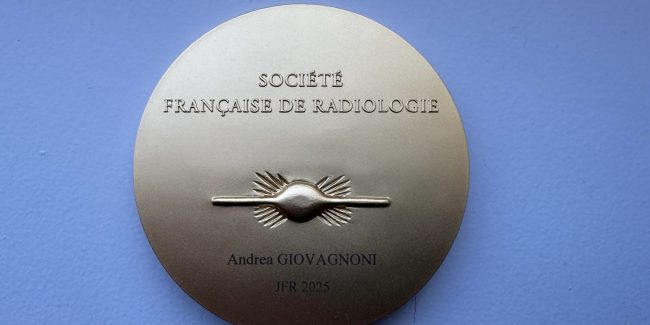 SOCIÉTÉ
FRANÇAISE DE RADIOLOGIE
Andrea GIOVAGNONI
JFR 2025